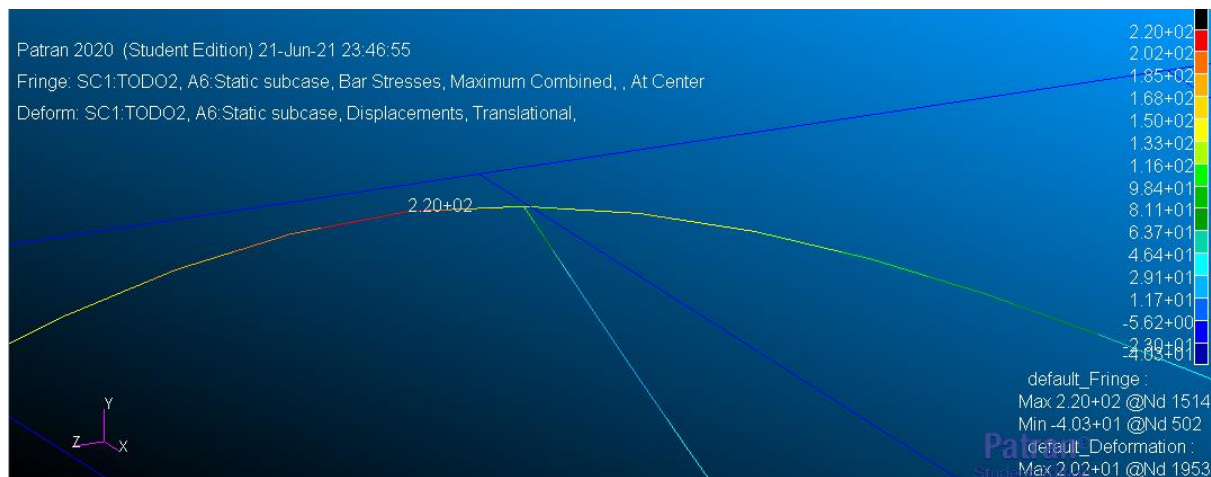 Patran 2020 (Student Edition) 21-Jun-21 23:46:55
Fringe: SC1:TODO2, A6:Static subcase, Bar Stresses, Maximum Combined, , At Center
Deform: SC1:TODO2, A6:Static subcase, Displacements, Translational,
2.20+02
2.20+02
2.02+02
1.85+02
1.68+02
1.50+02
1.33+02
1.16+02
9.84+01
8.11+01
6.37+01
4.64+01
2.91+01
1.17+01
-5.62+00
-2.30+01
-4.03+01
default_Fringe :
Max 2.20+02 @Nd 1514
Min -4.03+01 @Nd 502
default_Deformation :
Max 2.02+01 @Nd 1953
Y
Z
X
Patran